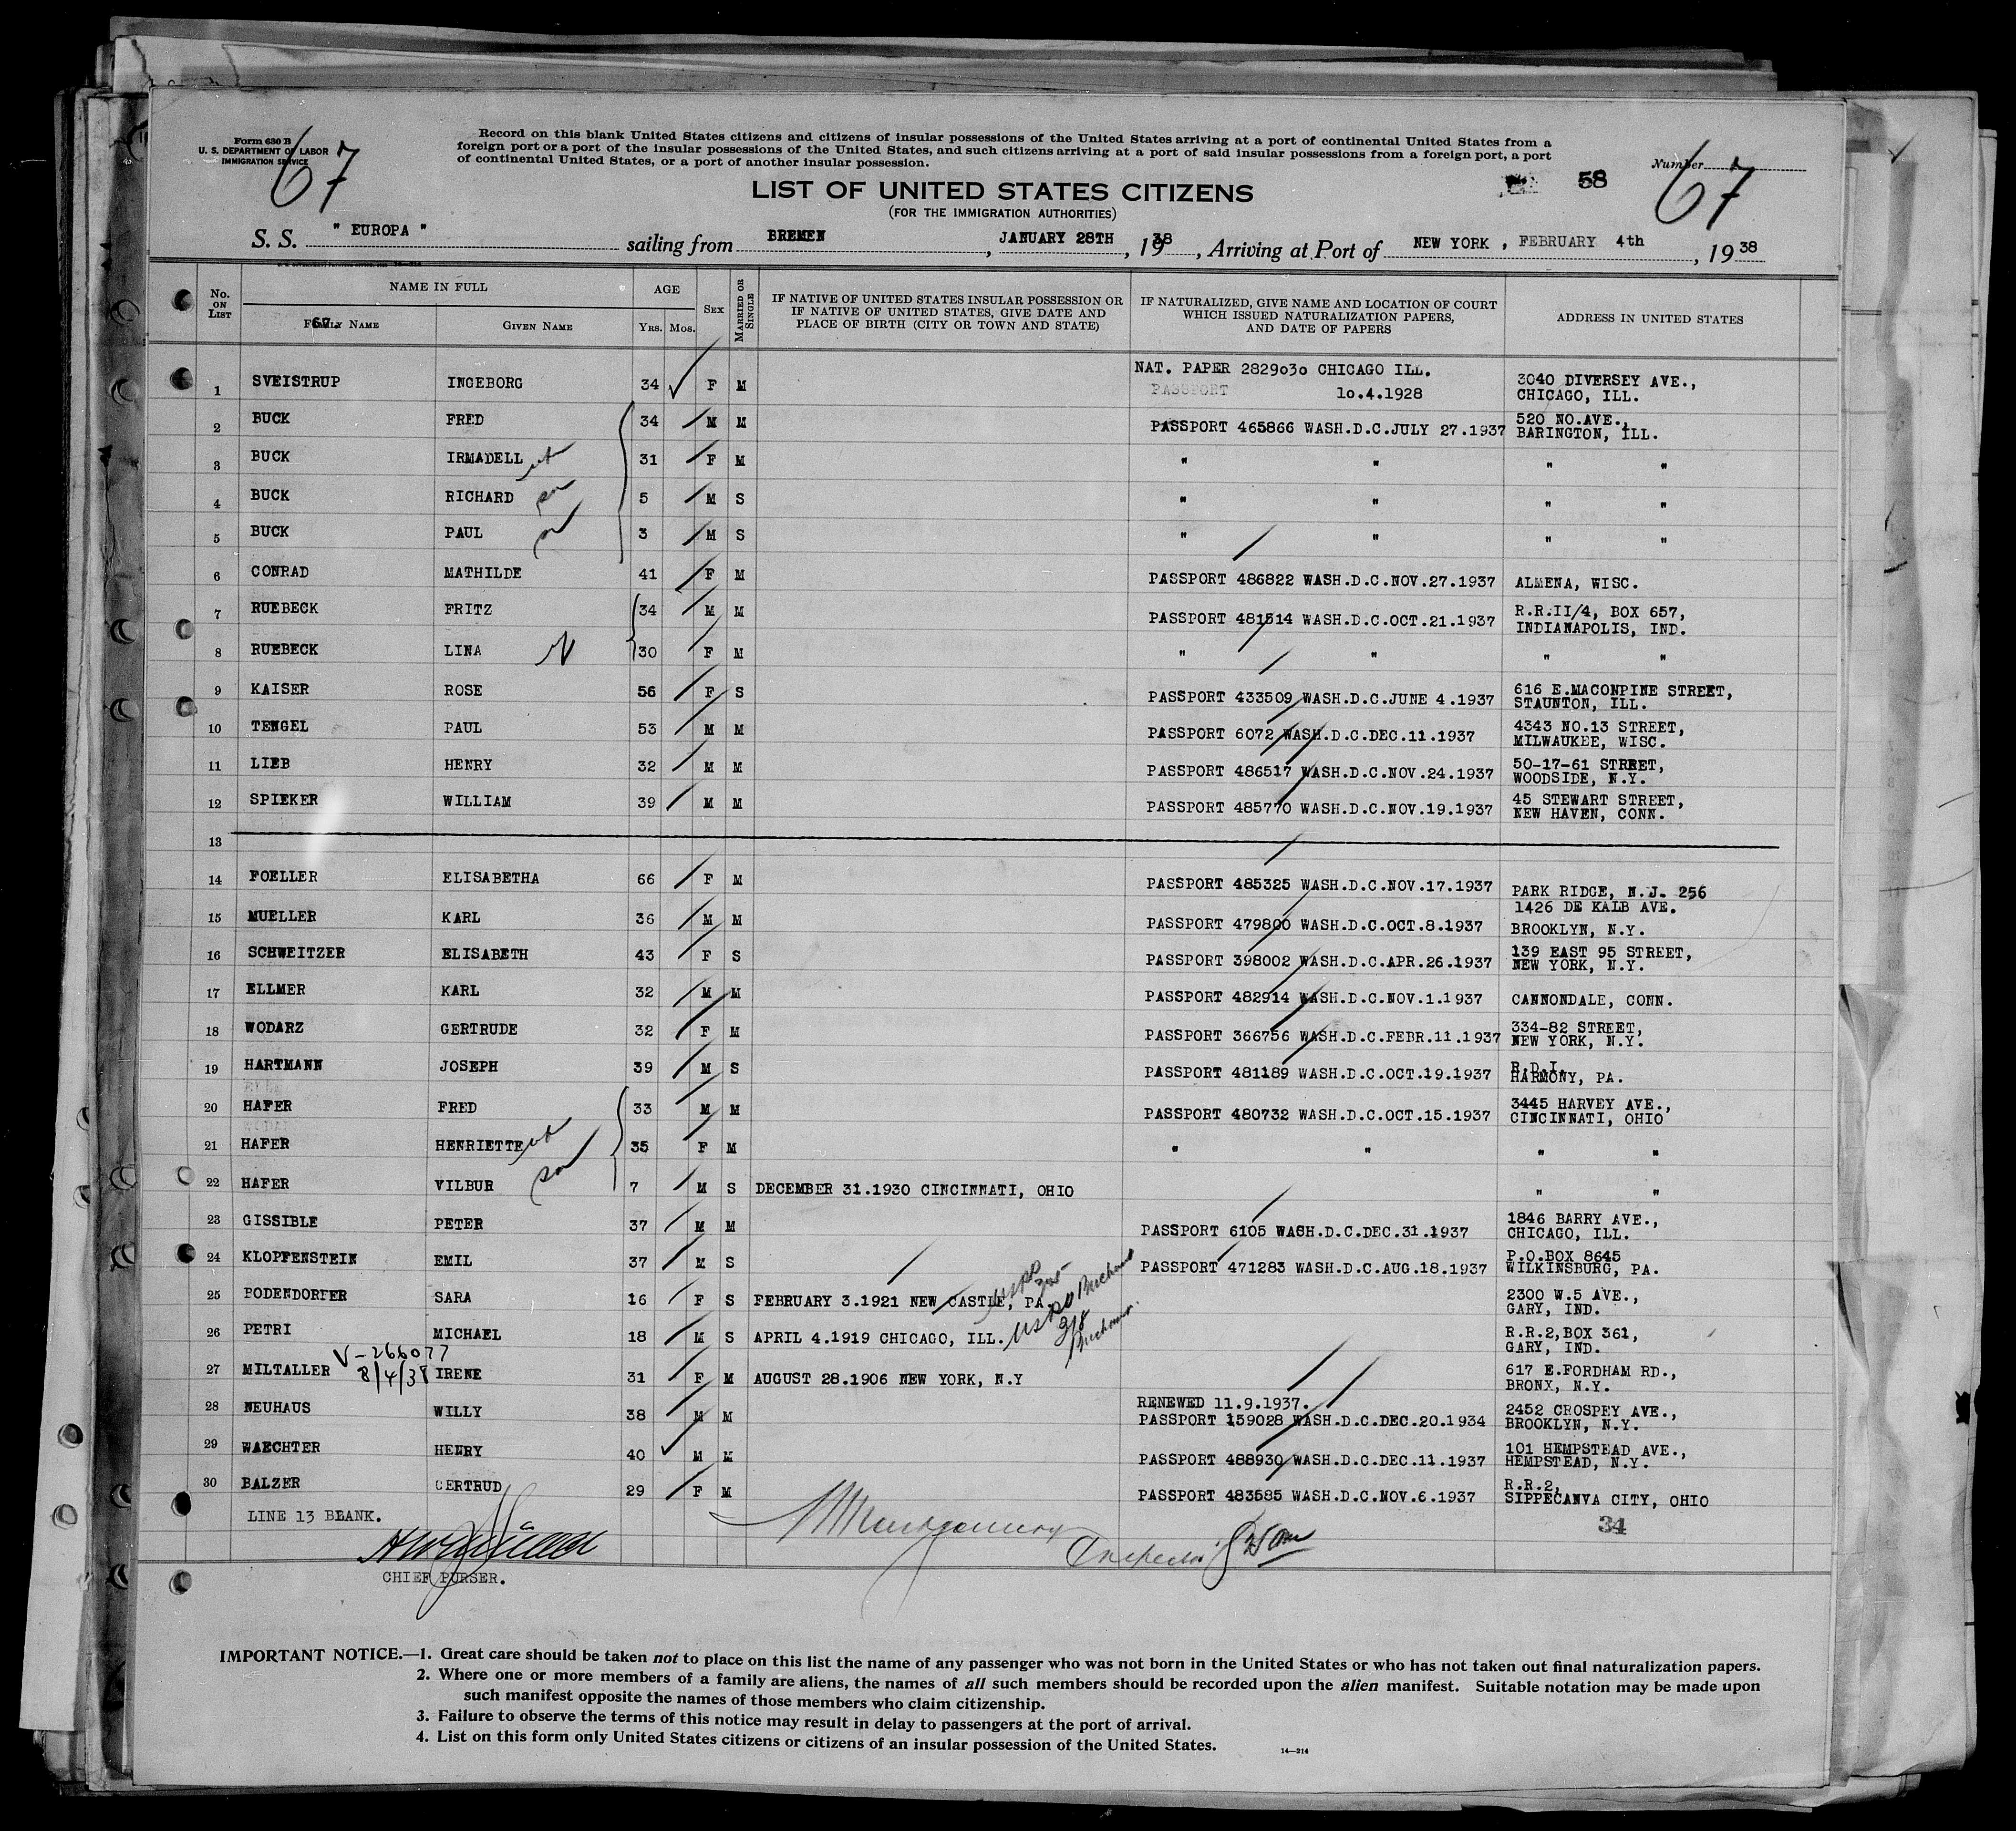 Form 630 B
U. S. DEPARTMENT OF LABOR
IMMIGRATION SERVICE
67
Record on this blank United States citizens and citizens of insular possessions of the United States arriving at a port of continental United States from a
foreign port or a port of the insular possessions of the United States, and such citizens arriving at a port of said insular possessions from a foreign port, a port
of continental United States, or a port of another insular possession.
Number
58
67
LIST OF UNITED STATES CITIZENS
(FOR THE IMMIGRATION AUTHORITIES)
S. S. " EUROPA " sailing from BREMEN, JANUARY 28TH, 1938, Arriving at Port of NEW YORK, FEBRUARY 4th, 1938
No. ON LIST NAME IN FULL AGE SEX MARRIED OR SINGLE IF NATIVE OF UNITED STATES INSULAR POSSESSION OR IF NATIVE OF UNITED STATES, GIVE DATE AND PLACE OF BIRTH (CITY OR TOWN AND STATE) IF NATURALIZED, GIVE NAME AND LOCATION OF COURT WHICH ISSUED NATURALIZATION PAPERS, AND DATE OF PAPERS ADDRESS IN UNITED STATES
67. FAMILY NAME GIVEN NAME YRS. MOS.
1 SVEISTRUP INGEBORG 34 F M NAT. PAPER 2829030 CHICAGO ILL. PASSPORT 10.4.1928 3040 DIVERSEY AVE., CHICAGO, ILL.
2 BUCK FRED 34 M M PASSPORT 465866 WASH.D.C.JULY 27.1937 520 NO.AVE., BARINGTON, ILL.
3 BUCK IRMADELL 31 F M " " " "
4 BUCK RICHARD son 5 M S " " " "
5 BUCK PAUL son 3 M S " " " "
6 CONRAD MATHILDE 41 F M PASSPORT 486822 WASH.D.C.NOV.27.1937 ALMENA, WISC.
7 RUEBECK FRITZ 34 M M PASSPORT 481514 WASH.D.C.OCT.21.1937 R.R.II/4, BOX 657, INDIANAPOLIS, IND.
8 RUEBECK LINA 30 F M " " " "
9 KAISER ROSE 56 F S PASSPORT 433509 WASH.D.C.JUNE 4.1937 616 E.MACONPINE STREET, STAUNTON, ILL.
10 TENGEL PAUL 53 M M PASSPORT 6072 WASH.D.C.DEC.11.1937 4343 NO.13 STREET, MILWAUKEE, WISC.
11 LIEB HENRY 32 M M PASSPORT 486517 WASH.D.C.NOV.24.1937 50-17-61 STREET, WOODSIDE, N.Y.
12 SPIEKER WILLIAM 39 M M PASSPORT 485770 WASH.D.C.NOV.19.1937 45 STEWART STREET, NEW HAVEN, CONN.
13
14 FOELLER ELISABETHA 66 F M PASSPORT 485325 WASH.D.C.NOV.17.1937 PARK RIDGE, N.J. 256
15 MUELLER KARL 36 M M PASSPORT 479800 WASH.D.C.OCT.8.1937 1426 DE KALB AVE. BROOKLYN, N.Y.
16 SCHWEITZER ELISABETH 43 F S PASSPORT 398002 WASH.D.C.APR.26.1937 139 EAST 95 STREET, NEW YORK, N.Y.
17 ELLMER KARL 32 M M PASSPORT 482914 WASH.D.C.NOV.1.1937 CANNONDALE, CONN.
18 WODARZ GERTRUDE 32 F M PASSPORT 366756 WASH.D.C.FEBR.11.1937 334-82 STREET, NEW YORK, N.Y.
19 HARTMANN JOSEPH 39 M S PASSPORT 481189 WASH.D.C.OCT.19.1937 R.D.I. HARMONY, PA.
20 HAFER FRED 33 M M PASSPORT 480732 WASH.D.C.OCT.15.1937 3445 HARVEY AVE., CINCINNATI, OHIO
21 HAFER HENRIETTE 35 F M " " " "
22 HAFER VILBUR son 7 M S DECEMBER 31.1930 CINCINNATI, OHIO " "
23 GISSIBLE PETER 37 M M PASSPORT 6105 WASH.D.C.DEC.31.1937 1846 BARRY AVE., CHICAGO, ILL.
24 KLOPFENSTEIN EMIL 37 M S PASSPORT 471283 WASH.D.C.AUG.18.1937 P.O.BOX 8645 WILKINSBURG, PA.
25 BODENDORFER SARA 16 F S FEBRUARY 3.1921 NEW CASTLE, PA. 2300 W.5 AVE., GARY, IND.
26 PETRI MICHAEL 18 M S APRIL 4.1919 CHICAGO, ILL. R.R.2,BOX 361, GARY, IND.
V-266077
8/4/38
27 MILTALLER IRENE 31 F M AUGUST 28.1906 NEW YORK, N.Y 617 E.FORDHAM RD., BRONX, N.Y.
28 NEUHAUS WILLY 38 M M RENEWED 11.9.1937. PASSPORT 159028 WASH.D.C.DEC.20.1934 2452 CROSPEY AVE., BROOKLYN, N.Y.
29 WAECHTER HENRY 40 M M PASSPORT 488930 WASH.D.C.DEC.11.1937 101 HEMPSTEAD AVE., HEMPSTEAD, N.Y.
30 BALZER GERTRUD 29 F M PASSPORT 483585 WASH.D.C.NOV.6.1937 R.R.2, SIPPECANVA CITY, OHIO
LINE 13 BLANK.
34
Montgomery
Inspector
CHIEF PURSER.
IMPORTANT NOTICE.—1. Great care should be taken not to place on this list the name of any passenger who was not born in the United States or who has not taken out final naturalization papers.
2. Where one or more members of a family are aliens, the names of all such members should be recorded upon the alien manifest. Suitable notation may be made upon
such manifest opposite the names of those members who claim citizenship.
3. Failure to observe the terms of this notice may result in delay to passengers at the port of arrival.
4. List on this form only United States citizens or citizens of an insular possession of the United States.
14—214